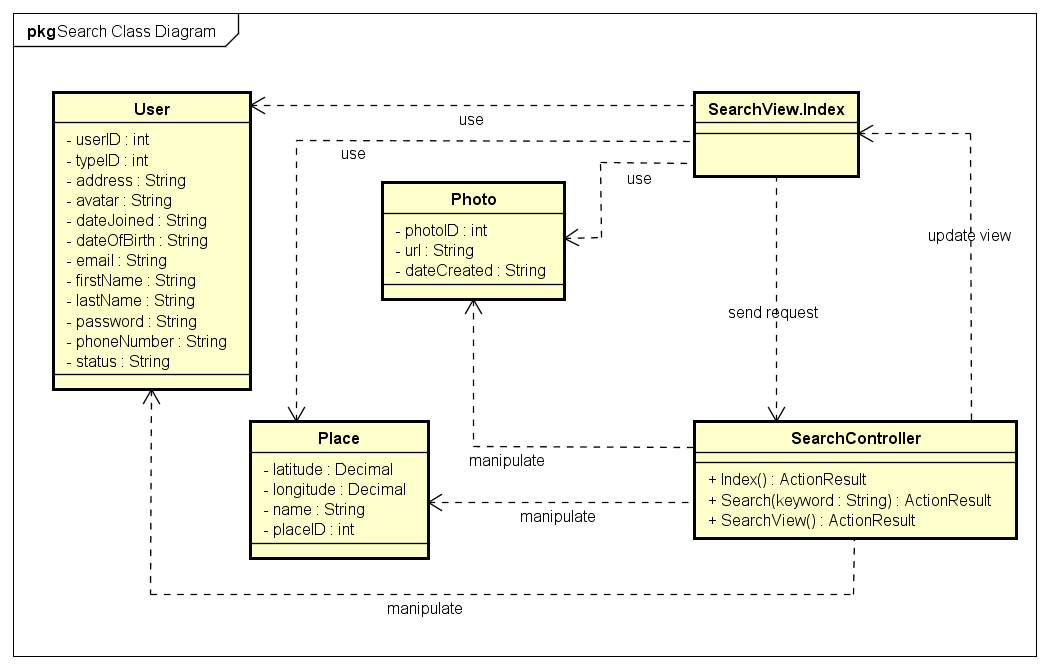 pkg Search Class Diagram
User
- userID : int
- typeID : int
- address : String
- avatar : String
- dateJoined : String
- dateOfBirth : String
- email : String
- firstName : String
- lastName : String
- password : String
- phoneNumber : String
- status : String
SearchView.Index
use
use
use
Photo
- photoID : int
- url : String
- dateCreated : String
update view
send request
Place
- latitude : Decimal
- longitude : Decimal
- name : String
- placeID : int
SearchController
+ Index() : ActionResult
+ Search(keyword : String) : ActionResult
+ SearchView() : ActionResult
manipulate
manipulate
manipulate